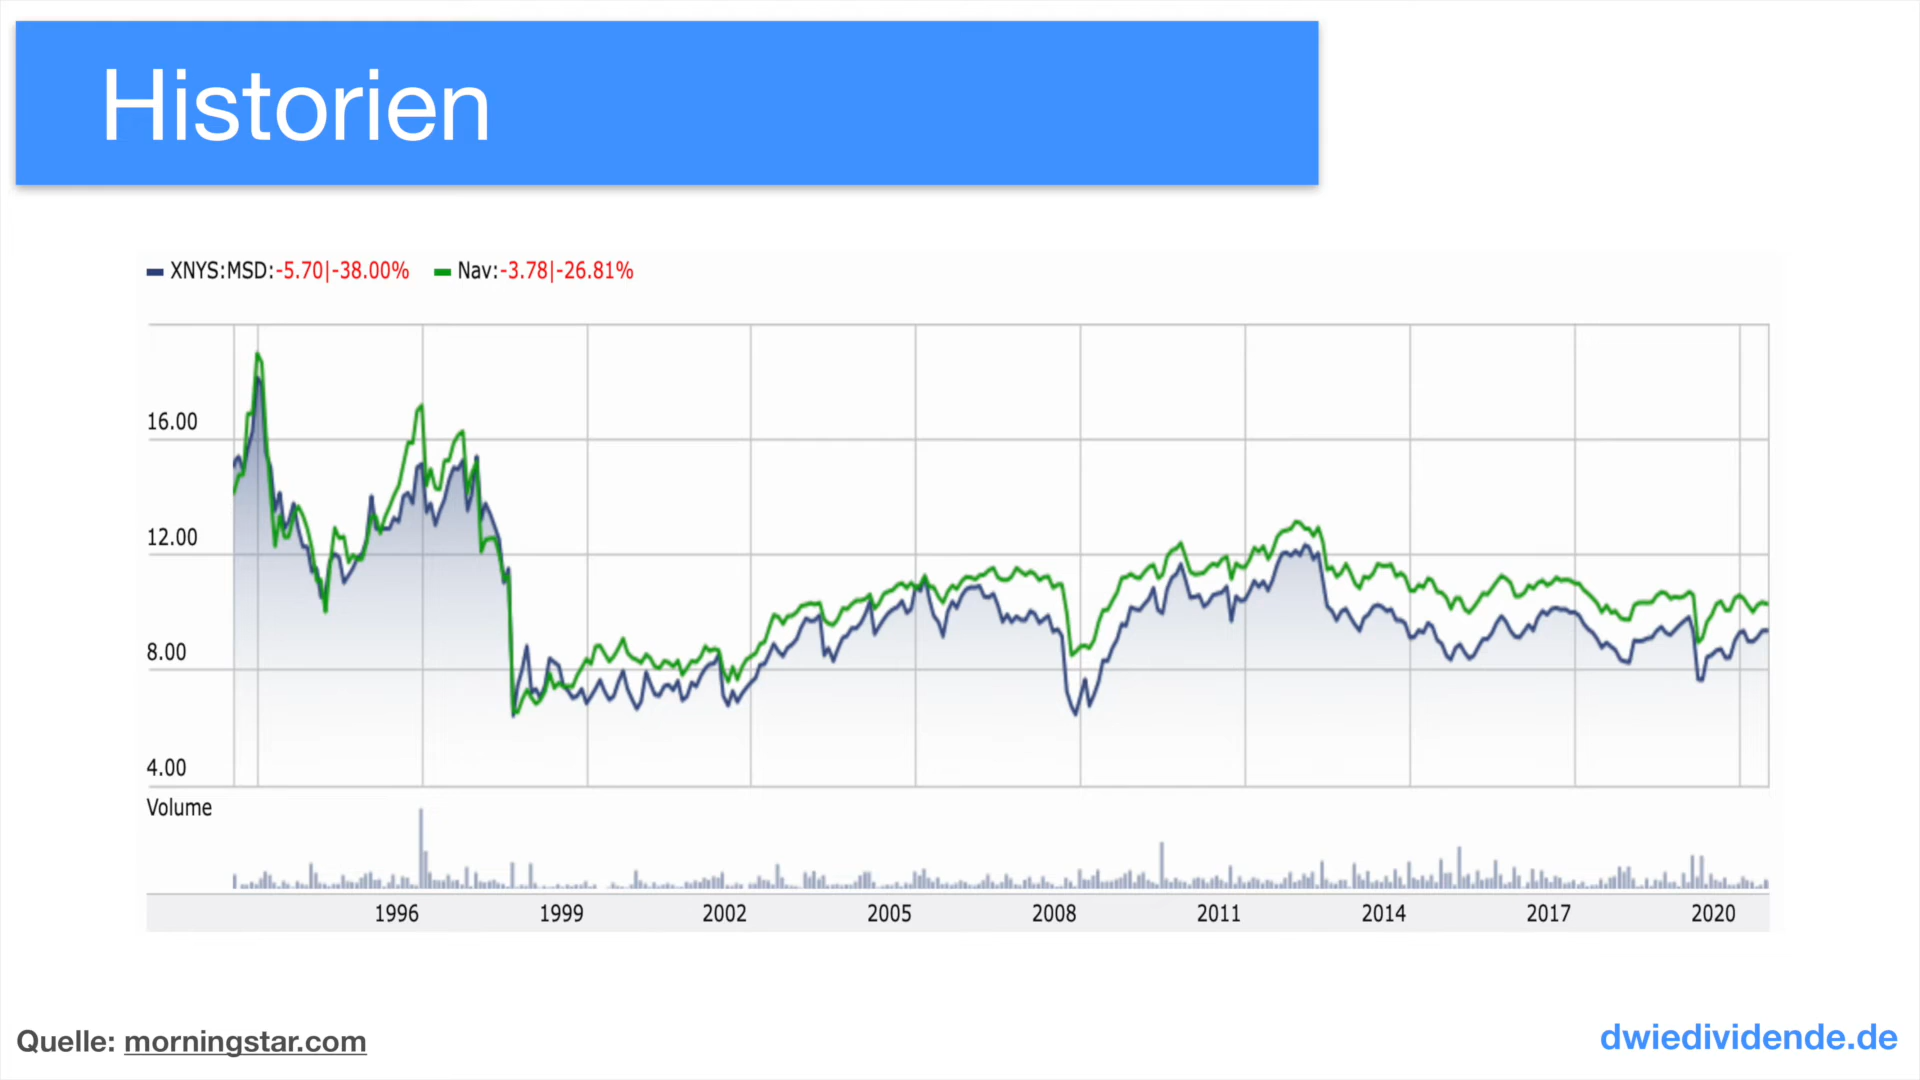 Historien
XNYS:MSD:-5.70|-38.00% Nav:-3.78|-26.81%
16.00
12.00
8.00
4.00
Volume
1996 1999 2002 2005 2008 2011 2014 2017 2020
Quelle: morningstar.com
dwiedividende.de